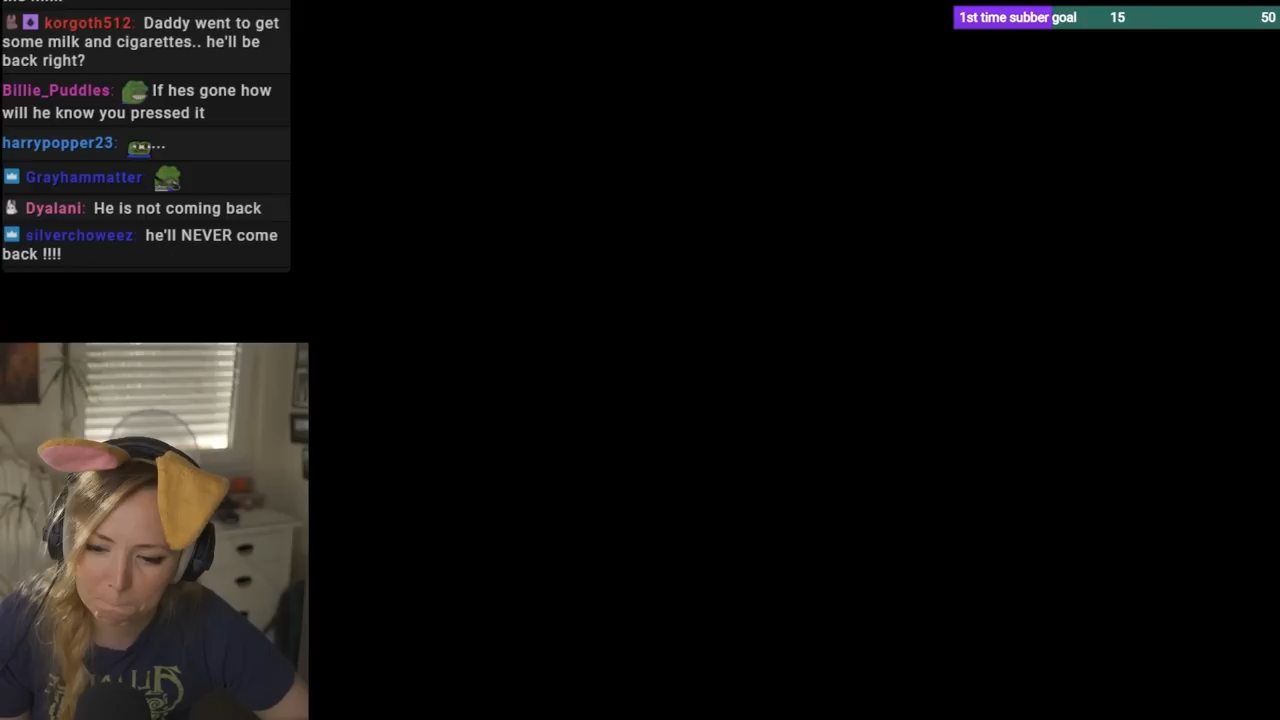 korgoth512: Daddy went to get
some milk and cigarettes.. he'll be
back right?
Billie_Puddles: If hes gone how
will he know you pressed it
harrypopper23: ...
Grayhammatter
Dyalani: He is not coming back
silverchoweez: he'll NEVER come
back !!!!
1st time subber goal 15 50